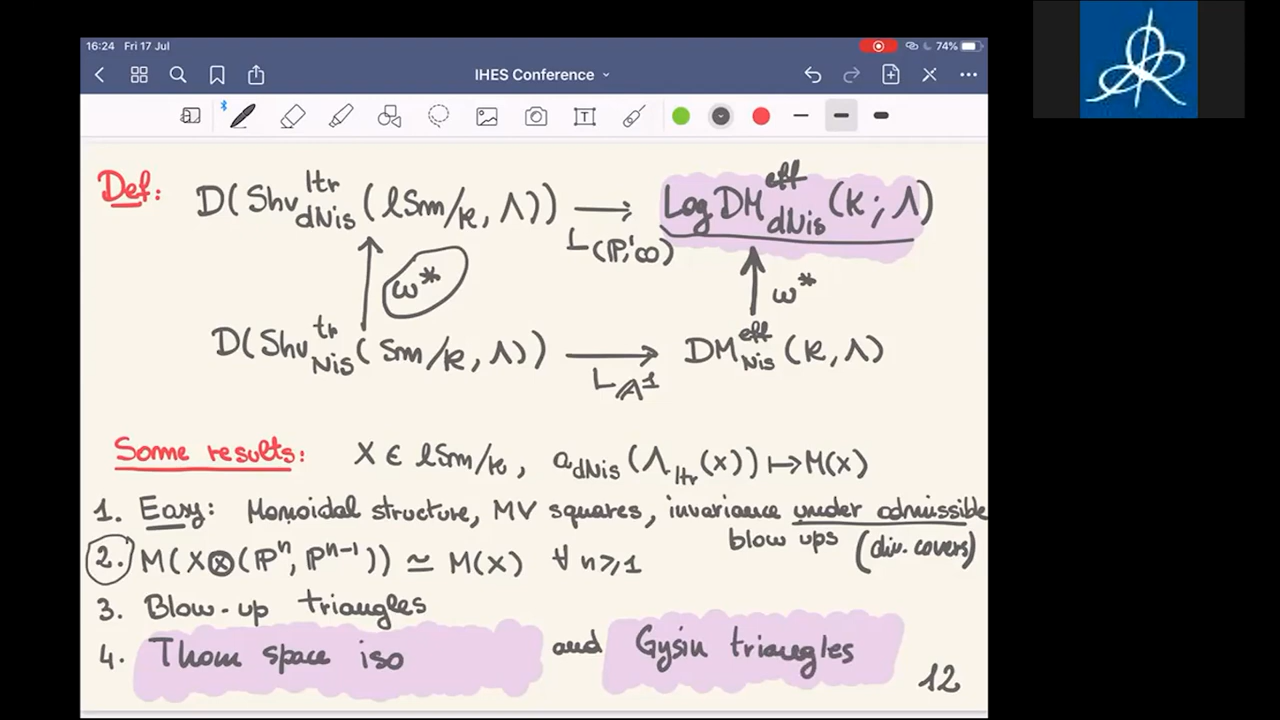 16:24 Fri 17 Jul
74%
IHES Conference
Def:
D(Shv^{ltr}_{dNis}(lSm/k, Λ)) ⟶ L_{(P^1,∞)} LogDM^{eff}_{dNis}(k; Λ)
ω* ω*
D(Shv^{tr}_{Nis}(Sm/k, Λ)) ⟶ L_{A^1} DM^{eff}_{Nis}(k, Λ)
Some results: X ∈ lSm/k, a_{dNis}(Λ_{ltr}(X)) ↦ M(X)
1. Easy: Monoidal structure, MV squares, invariance under admissible
blow ups (div. covers)
2. M(X⊗(P^n, P^{n-1})) ≃ M(X) ∀ n≥1
3. Blow-up triangles
4. Thom space iso and Gysin triangles
12